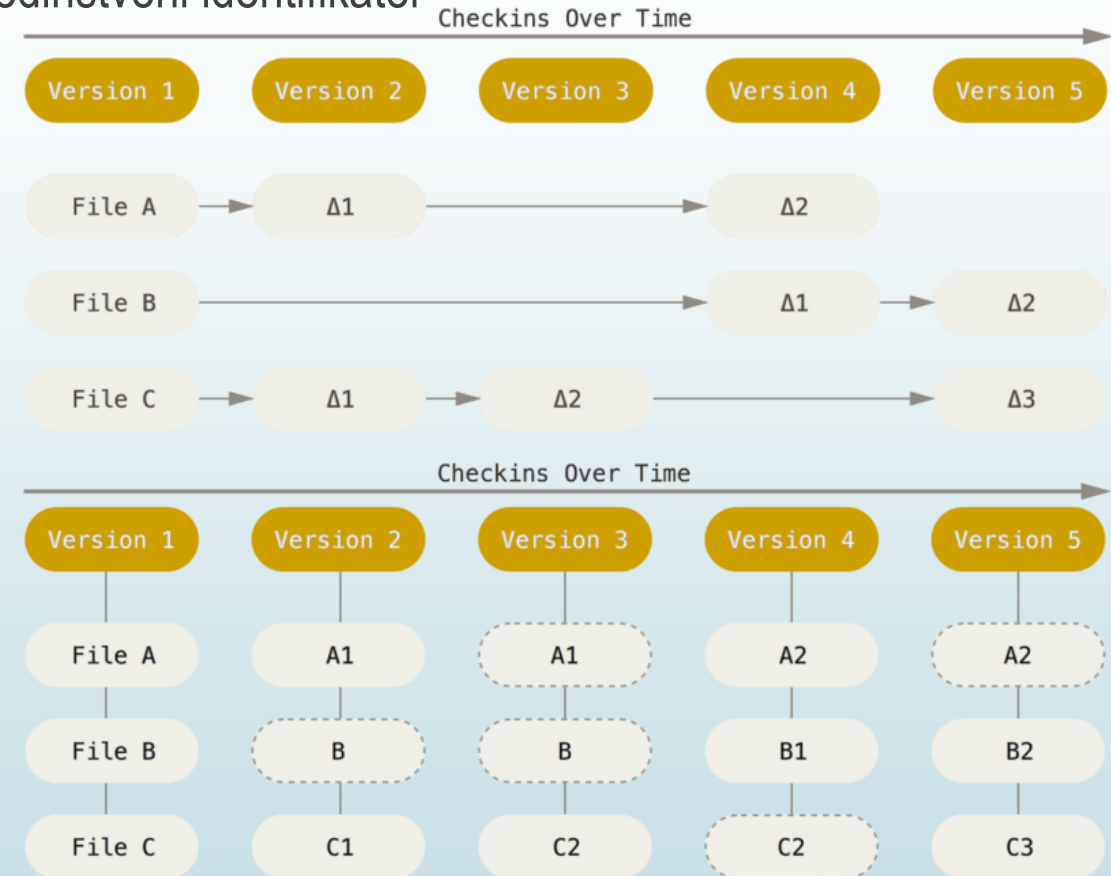 identifikator
Checkins Over Time
Version 1 Version 2 Version 3 Version 4 Version 5
File A Δ1 Δ2
File B Δ1 Δ2
File C Δ1 Δ2 Δ3
Checkins Over Time
Version 1 Version 2 Version 3 Version 4 Version 5
File A A1 A1 A2 A2
File B B B B1 B2
File C C1 C2 C2 C3